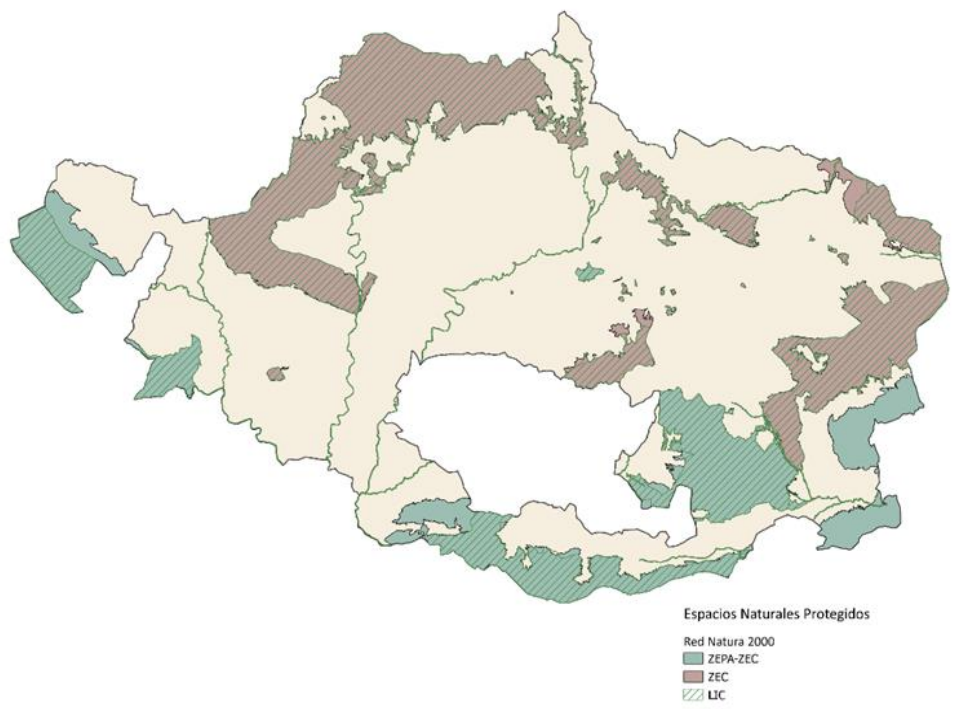 Espacios Naturales Protegidos
Red Natura 2000
ZEPA-ZEC
ZEC
LIC